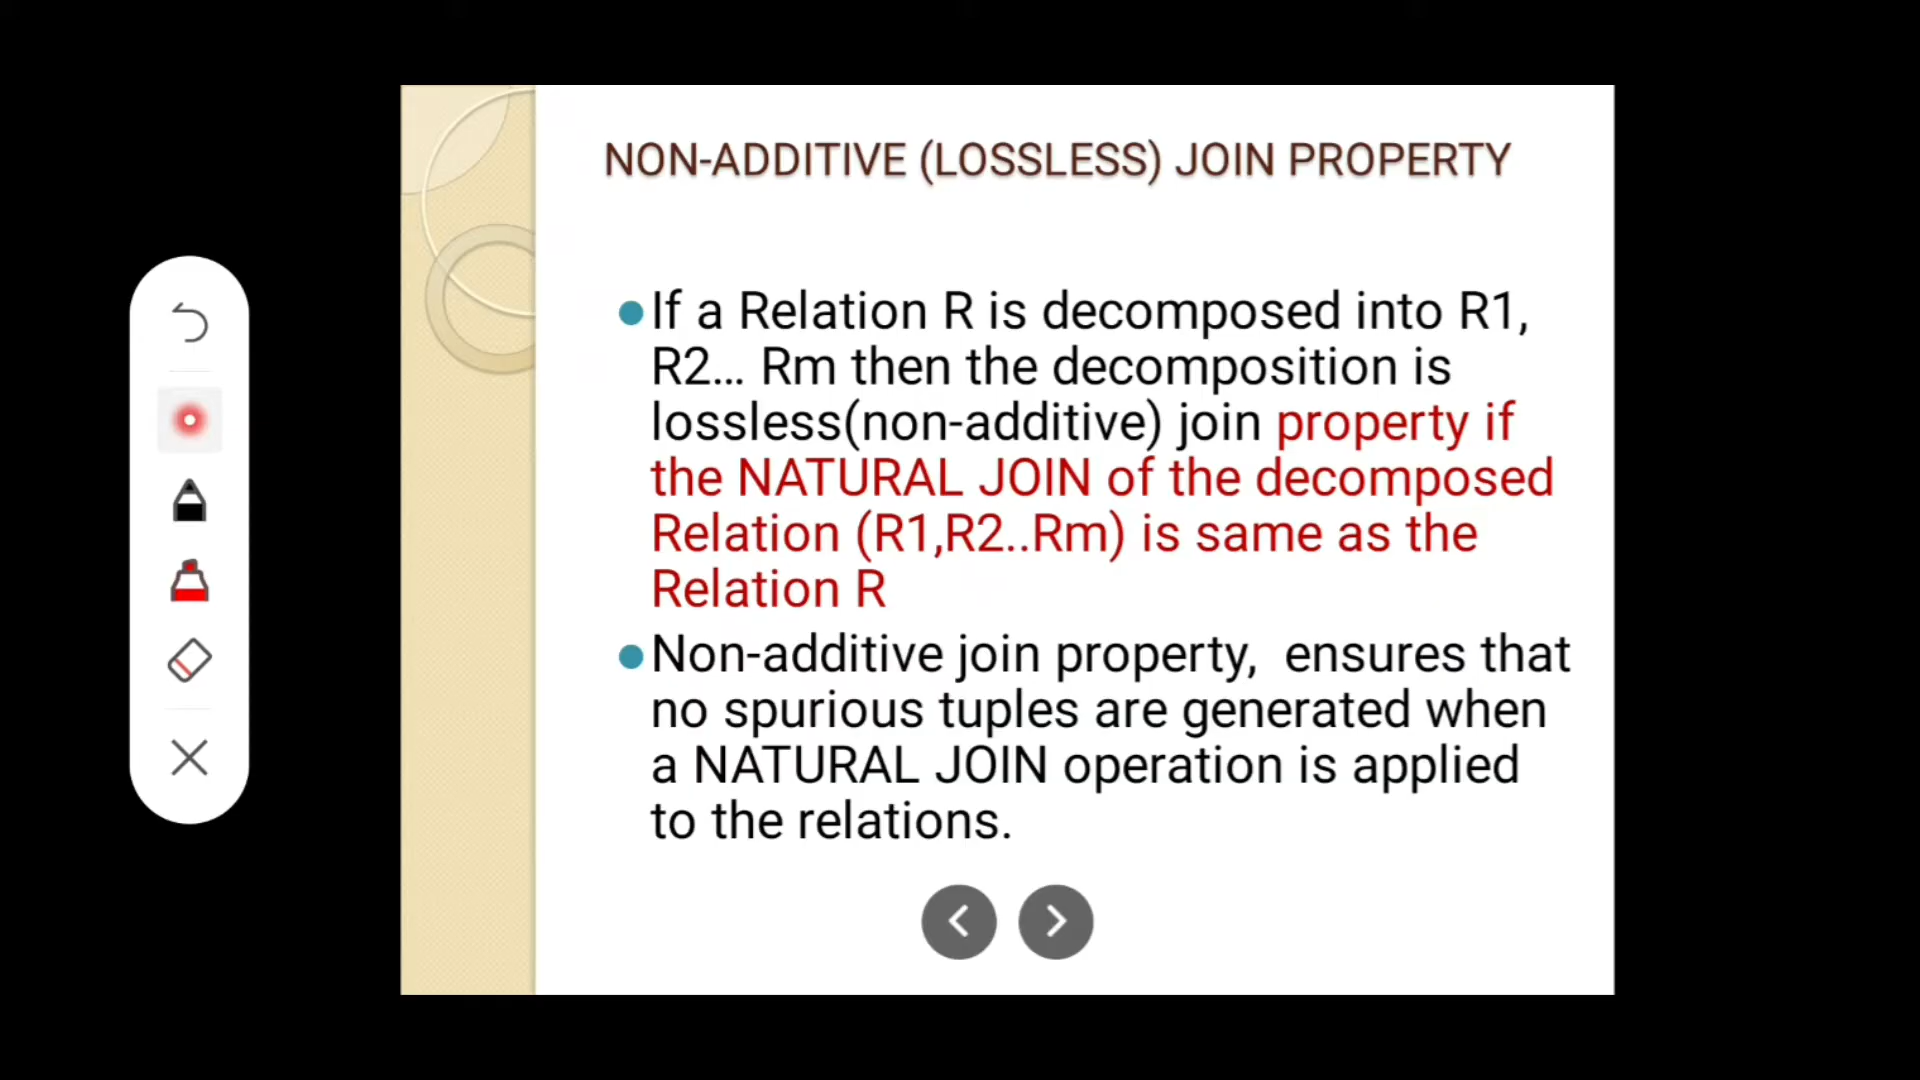 NON-ADDITIVE (LOSSLESS) JOIN PROPERTY
If a Relation R is decomposed into R1,
R2... Rm then the decomposition is
lossless(non-additive) join property if
the NATURAL JOIN of the decomposed
Relation (R1,R2..Rm) is same as the
Relation R
Non-additive join property,  ensures that
no spurious tuples are generated when
a NATURAL JOIN operation is applied
to the relations.